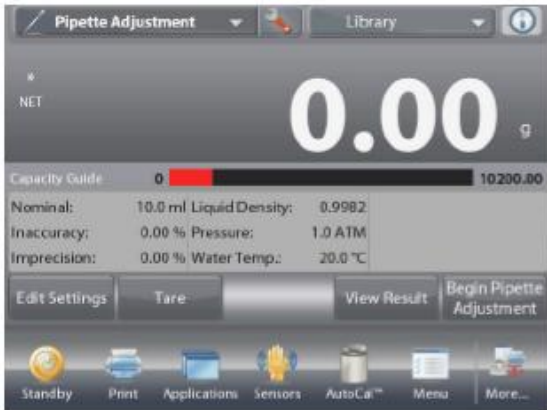 Pipette Adjustment Library
*
NET
0.00 g
Capacity Guide 0 10200.00
Nominal: 10.0 ml Liquid Density: 0.9982
Inaccuracy: 0.00 % Pressure: 1.0 ATM
Imprecision: 0.00 % Water Temp.: 20.0 °C
Edit Settings Tare View Result Begin Pipette
Adjustment
Standby Print Applications Sensors AutoCal™ Menu More...